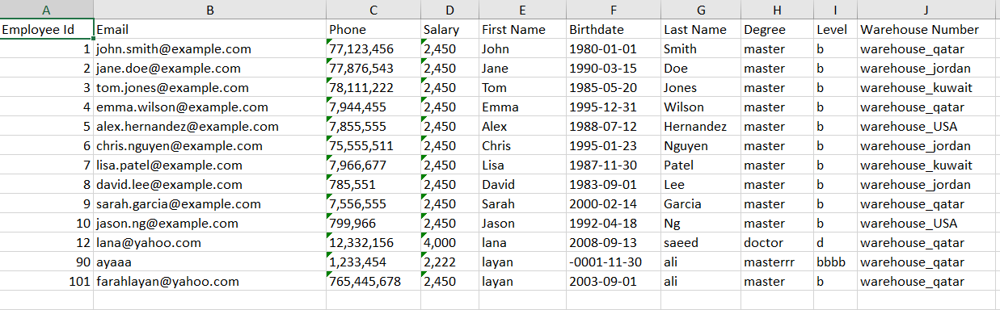 A B C D E F G H I J
Employee Id Email Phone Salary First Name Birthdate Last Name Degree Level Warehouse Number
1 john.smith@example.com 77,123,456 2,450 John 1980-01-01 Smith master b warehouse_qatar
2 jane.doe@example.com 77,876,543 2,450 Jane 1990-03-15 Doe master b warehouse_jordan
3 tom.jones@example.com 78,111,222 2,450 Tom 1985-05-20 Jones master b warehouse_kuwait
4 emma.wilson@example.com 7,944,455 2,450 Emma 1995-12-31 Wilson master b warehouse_qatar
5 alex.hernandez@example.com 7,855,555 2,450 Alex 1988-07-12 Hernandez master b warehouse_USA
6 chris.nguyen@example.com 75,555,511 2,450 Chris 1995-01-23 Nguyen master b warehouse_jordan
7 lisa.patel@example.com 7,966,677 2,450 Lisa 1987-11-30 Patel master b warehouse_kuwait
8 david.lee@example.com 785,551 2,450 David 1983-09-01 Lee master b warehouse_jordan
9 sarah.garcia@example.com 7,556,555 2,450 Sarah 2000-02-14 Garcia master b warehouse_qatar
10 jason.ng@example.com 799,966 2,450 Jason 1992-04-18 Ng master b warehouse_USA
12 lana@yahoo.com 12,332,156 4,000 lana 2008-09-13 saeed doctor d warehouse_qatar
90 ayaaa 1,233,454 2,222 layan -0001-11-30 ali masterrr bbbb warehouse_qatar
101 farahlayan@yahoo.com 765,445,678 2,450 layan 2003-09-01 ali master b warehouse_qatar